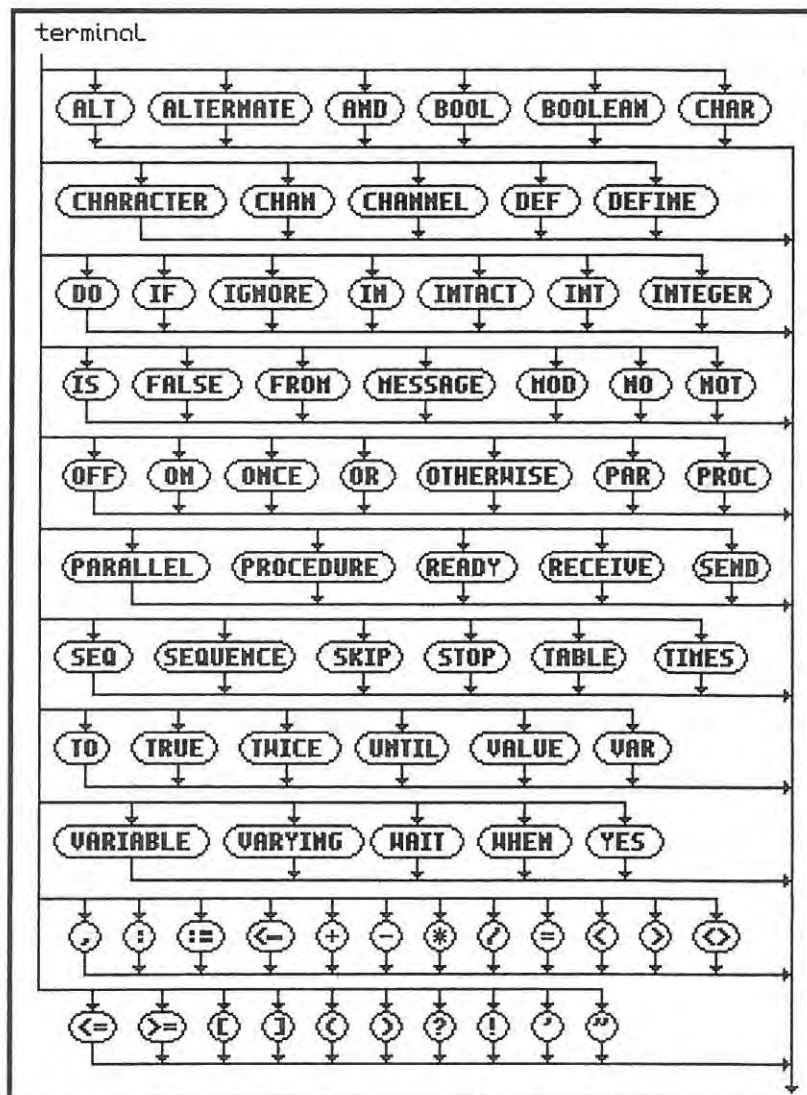 terminal
ALT ALTERNATE AND BOOL BOOLEAN CHAR
CHARACTER CHAN CHANNEL DEF DEFINE
DO IF IGNORE IN INTACT INT INTEGER
IS FALSE FROM MESSAGE MOD NO NOT
OFF ON ONCE OR OTHERWISE PAR PROC
PARALLEL PROCEDURE READY RECEIVE SEND
SEQ SEQUENCE SKIP STOP TABLE TIMES
TO TRUE TWICE UNTIL VALUE VAR
VARIABLE VARYING WAIT WHEN YES
, : := <- + - * / = < > <>
<= >= [ ] ( ) ? ! ' "